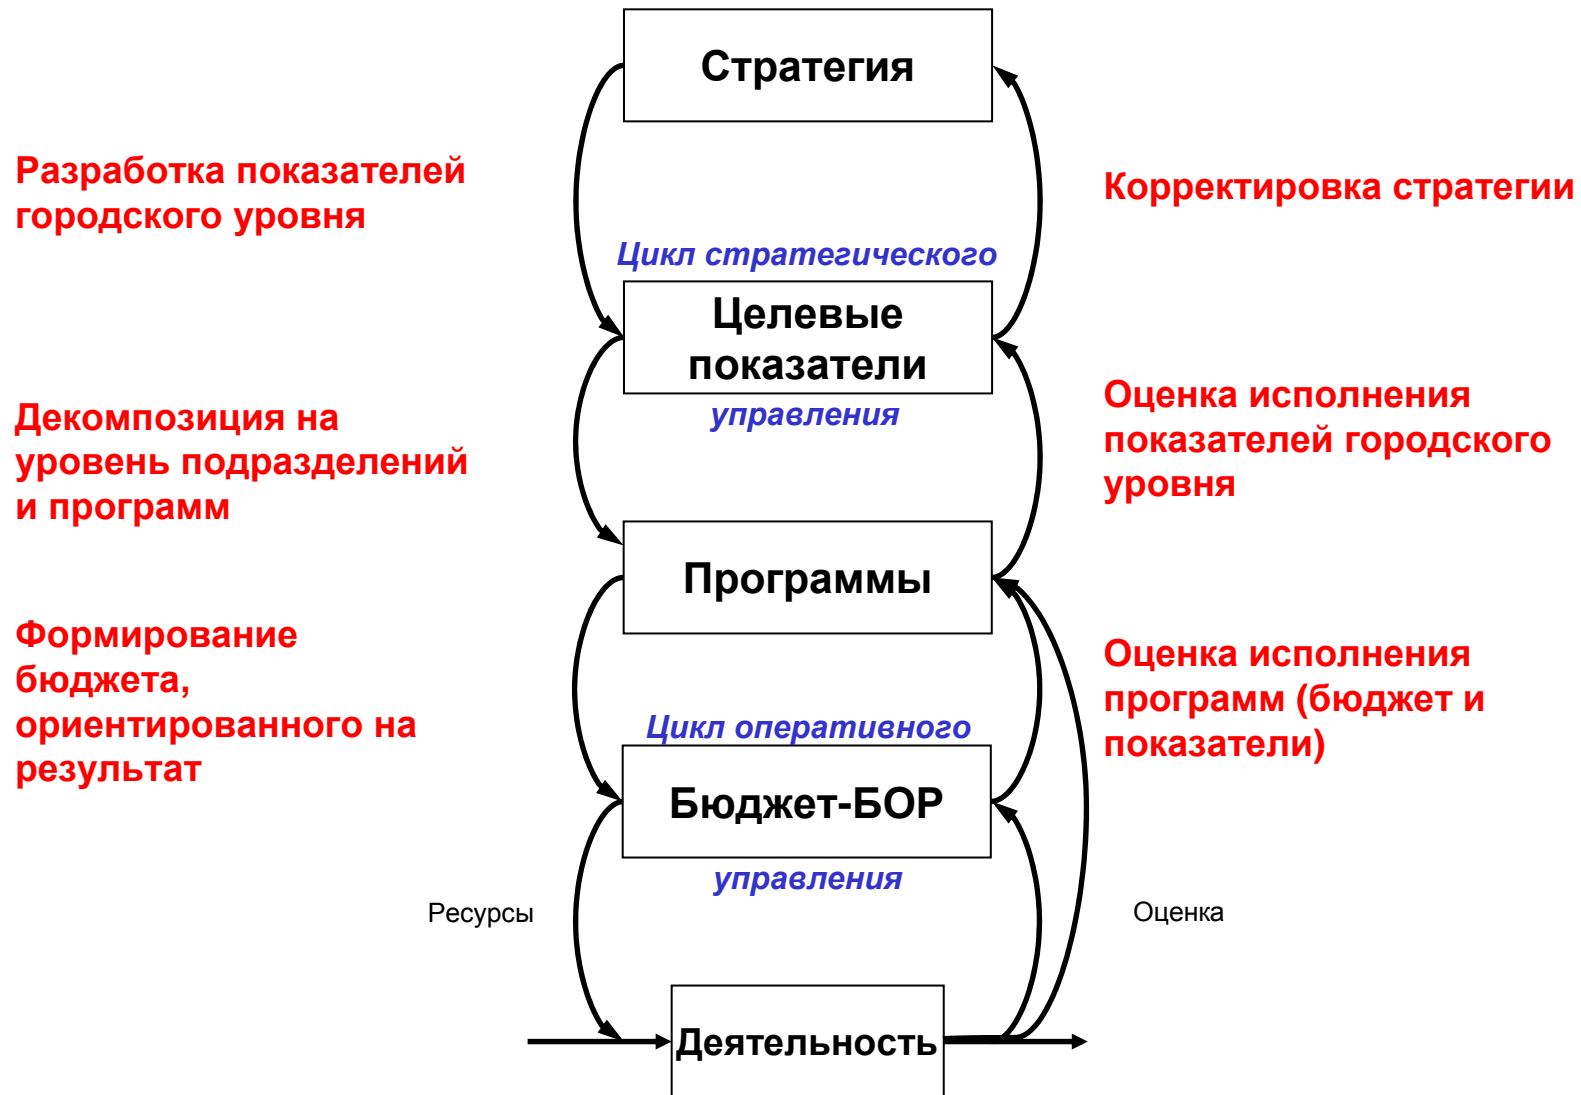 Стратегия
Разработка показателей
городского уровня
Корректировка стратегии
Цикл стратегического
Целевые
показатели
управления
Декомпозиция на
уровень подразделений
и программ
Оценка исполнения
показателей городского
уровня
Программы
Формирование
бюджета,
ориентированного на
результат
Оценка исполнения
программ (бюджет и
показатели)
Цикл оперативного
Бюджет-БОР
управления
Ресурсы
Оценка
Деятельность